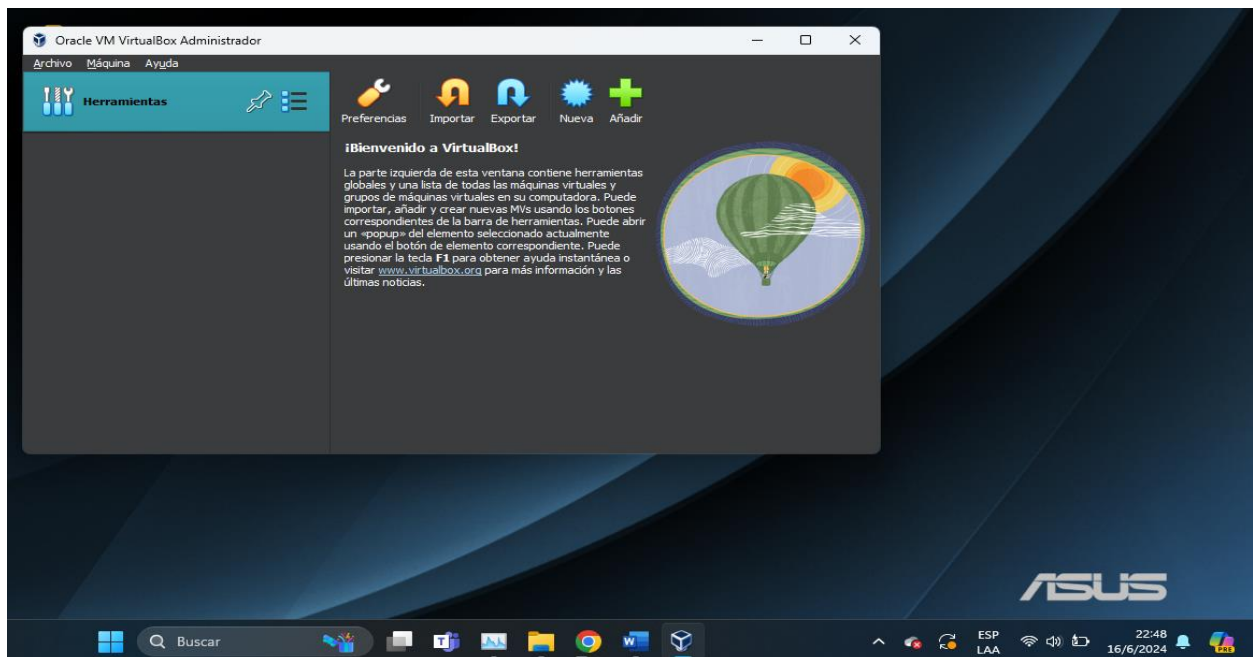 Oracle VM VirtualBox Administrador
Archivo Máquina Ayuda
Herramientas
Preferencias Importar Exportar Nueva Añadir
¡Bienvenido a VirtualBox!
La parte izquierda de esta ventana contiene herramientas
globales y una lista de todas las máquinas virtuales y
grupos de máquinas virtuales en su computadora. Puede
importar, añadir y crear nuevas MVs usando los botones
correspondientes de la barra de herramientas. Puede abrir
un «popup» del elemento seleccionado actualmente
usando el botón de elemento correspondiente. Puede
presionar la tecla F1 para obtener ayuda instantánea o
visitar www.virtualbox.org para más información y las
últimas noticias.
ASUS
Buscar
ESP
LAA
22:48
16/6/2024
PRE